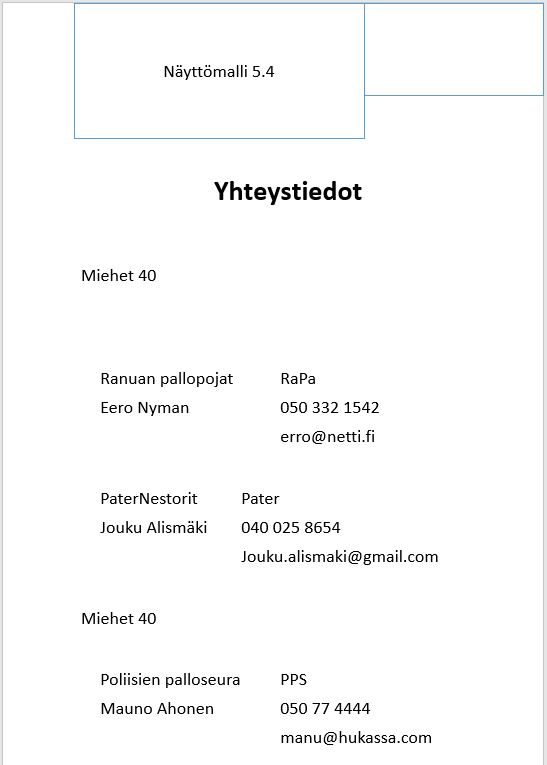 Näyttömalli 5.4
Yhteystiedot
Miehet 40
Ranuan pallopojat RaPa
Eero Nyman 050 332 1542
erro@netti.fi
PaterNestorit Pater
Jouku Alismäki 040 025 8654
Jouku.alismaki@gmail.com
Miehet 40
Poliisien palloseura PPS
Mauno Ahonen 050 77 4444
manu@hukassa.com